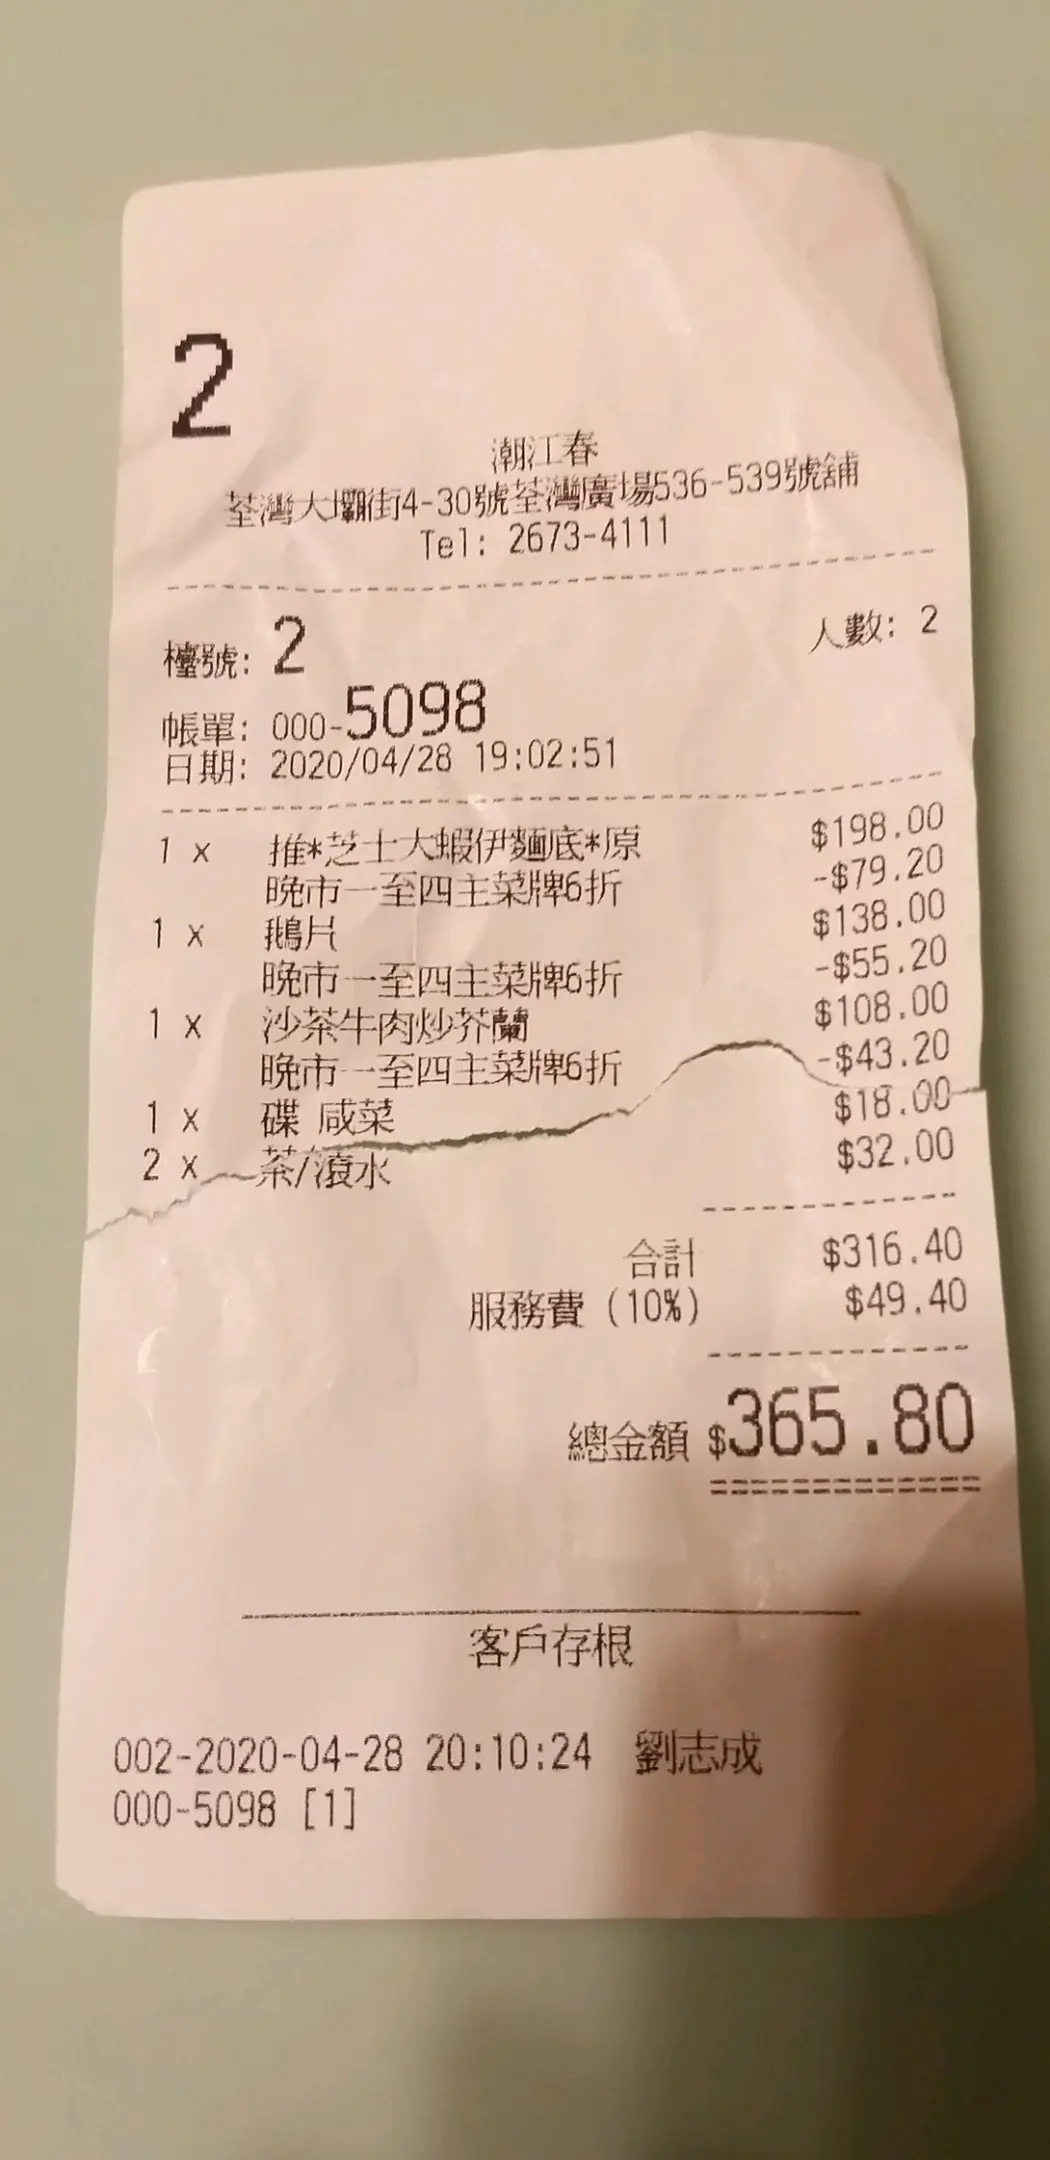 2
潮江春
荃灣大壩街4-30號荃灣廣場536-539號舖
Tel: 2673-4111
檯號: 2 人數: 2
帳單: 000-5098
日期: 2020/04/28 19:02:51
1 x 推*芝士大蝦伊麵底*原 $198.00
晚市一至四主菜牌6折 -$79.20
1 x 鵝片 $138.00
晚市一至四主菜牌6折 -$55.20
1 x 沙茶牛肉炒芥蘭 $108.00
晚市一至四主菜牌6折 -$43.20
1 x 碟 咸菜 $18.00
2 x 茶/滾水 $32.00
合計 $316.40
服務費 (10%) $49.40
總金額 $365.80
客戶存根
002-2020-04-28 20:10:24 劉志成
000-5098 [1]